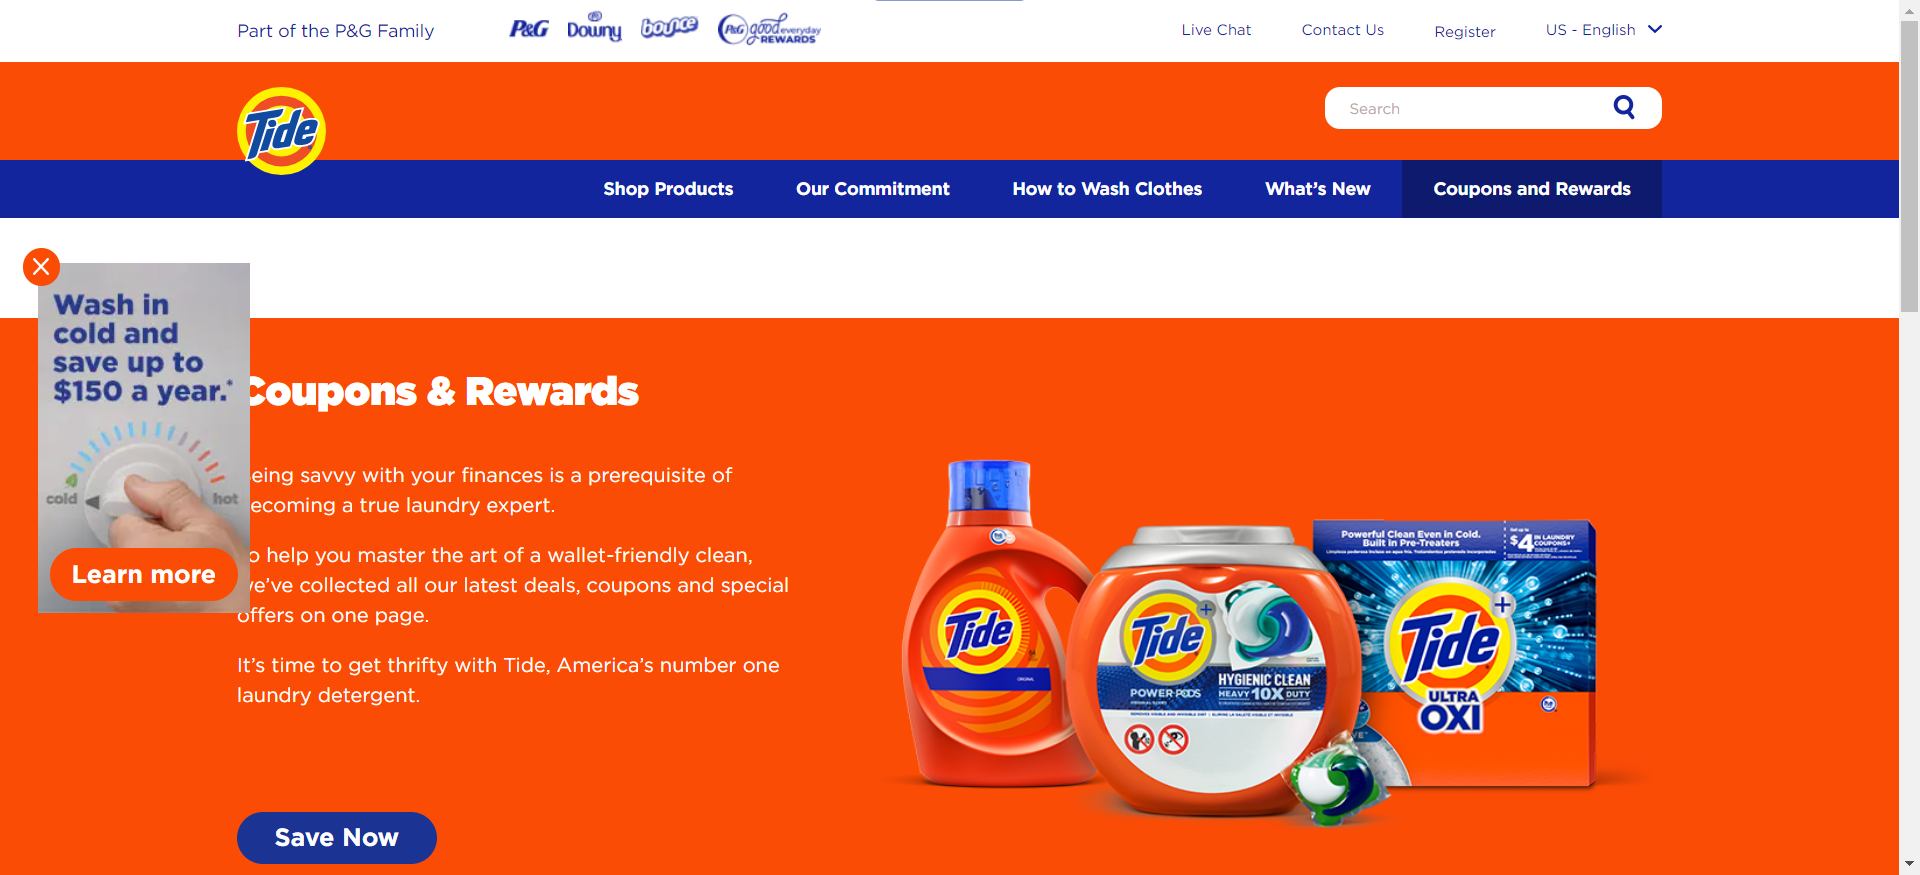 Part of the P&G Family
P&G
Downy
bounce
P&G good everyday
REWARDS
Live Chat
Contact Us
Register
US - English
Tide
Search
Shop Products
Our Commitment
How to Wash Clothes
What's New
Coupons and Rewards
Wash in
cold and
save up to
$150 a year.*
cold
hot
Learn more
Coupons & Rewards
eing savvy with your finances is a prerequisite of
ecoming a true laundry expert.
o help you master the art of a wallet-friendly clean,
we've collected all our latest deals, coupons and special
offers on one page.
It's time to get thrifty with Tide, America's number one
laundry detergent.
Save Now
Tide
ORIGINAL
Tide+
POWER PODS
HYGIENIC CLEAN
HEAVY 10X DUTY
Powerful Clean Even in Cold.
Built in Pre-Treaters
$4 IN LAUNDRY
COUPONS+
Tide+
ULTRA
OXI